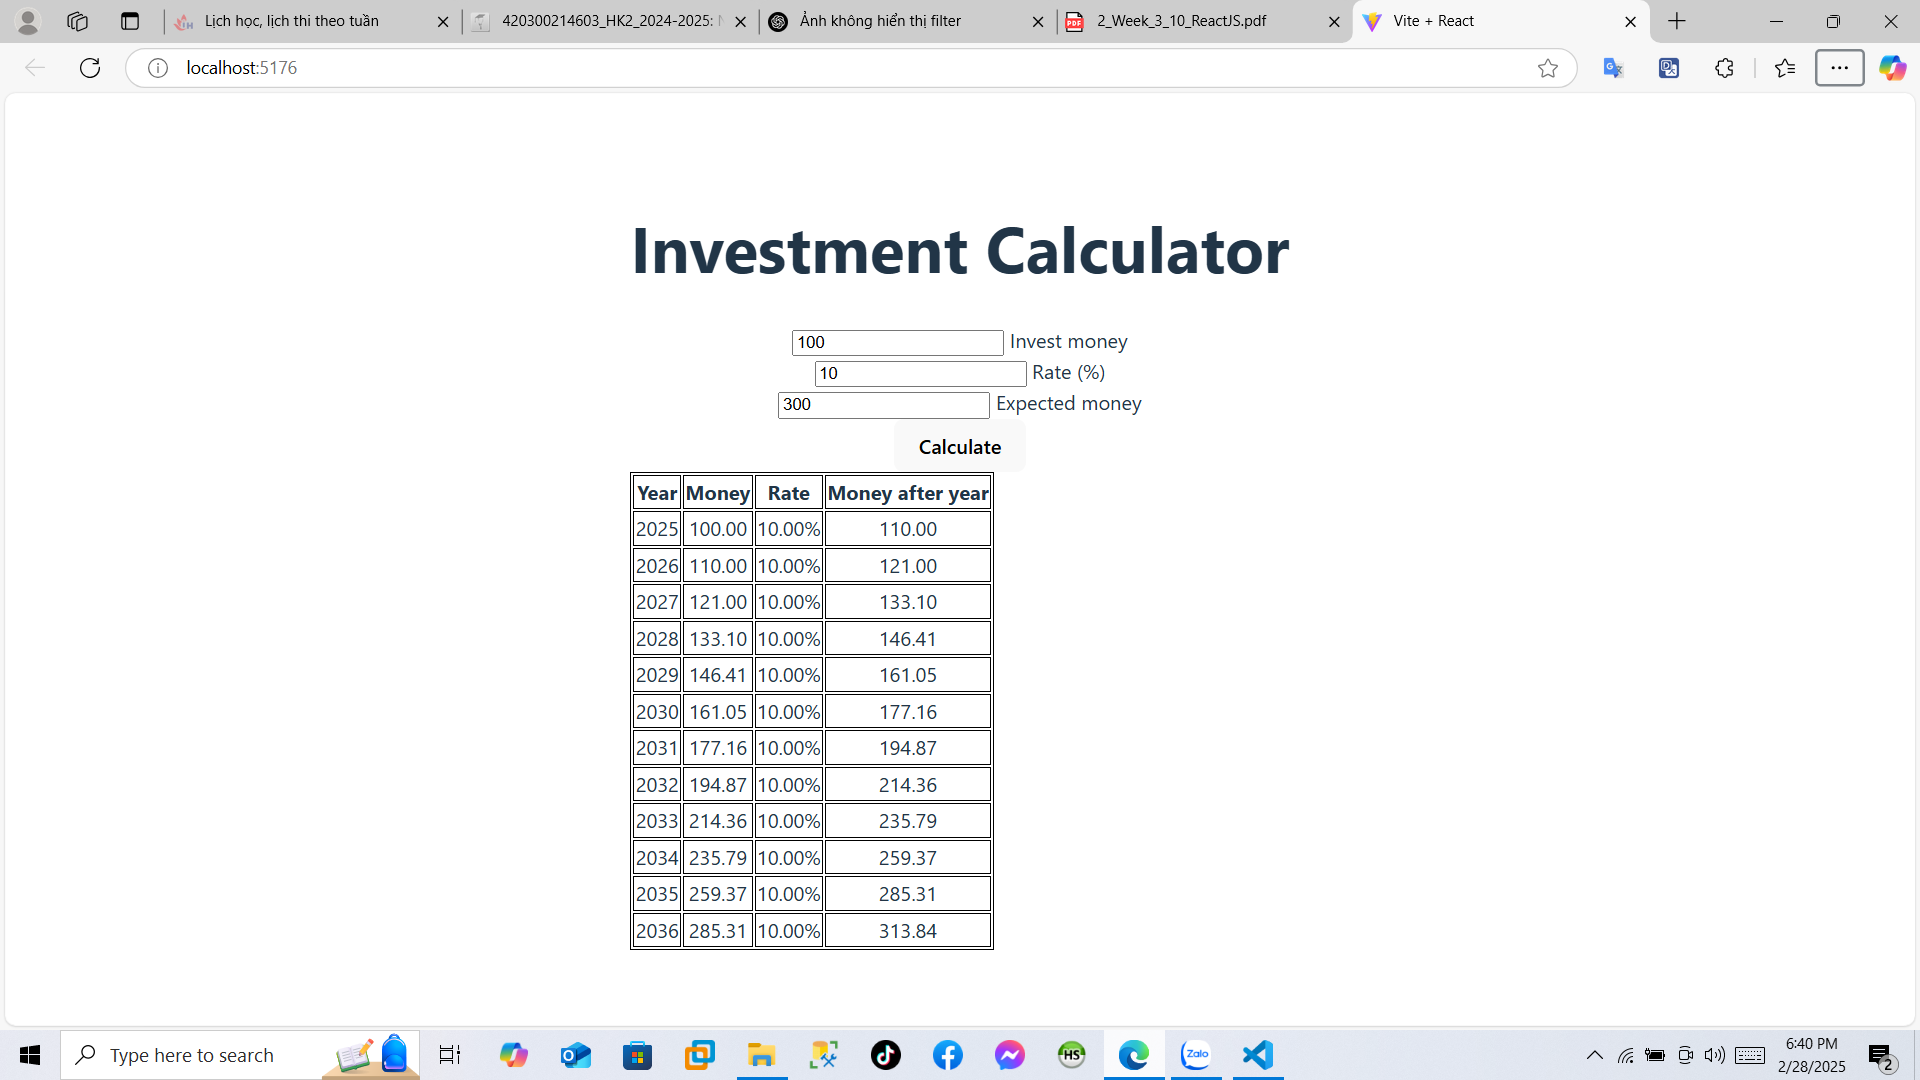 Lịch học, lịch thi theo tuần
420300214603_HK2_2024-2025:
Ảnh không hiển thị filter
PDF
2_Week_3_10_ReactJS.pdf
Vite + React
localhost:5176
Investment Calculator
100 Invest money
10 Rate (%)
300 Expected money
Calculate
Year Money Rate Money after year
2025 100.00 10.00% 110.00
2026 110.00 10.00% 121.00
2027 121.00 10.00% 133.10
2028 133.10 10.00% 146.41
2029 146.41 10.00% 161.05
2030 161.05 10.00% 177.16
2031 177.16 10.00% 194.87
2032 194.87 10.00% 214.36
2033 214.36 10.00% 235.79
2034 235.79 10.00% 259.37
2035 259.37 10.00% 285.31
2036 285.31 10.00% 313.84
Type here to search
HS
Zalo
6:40 PM
2/28/2025
2